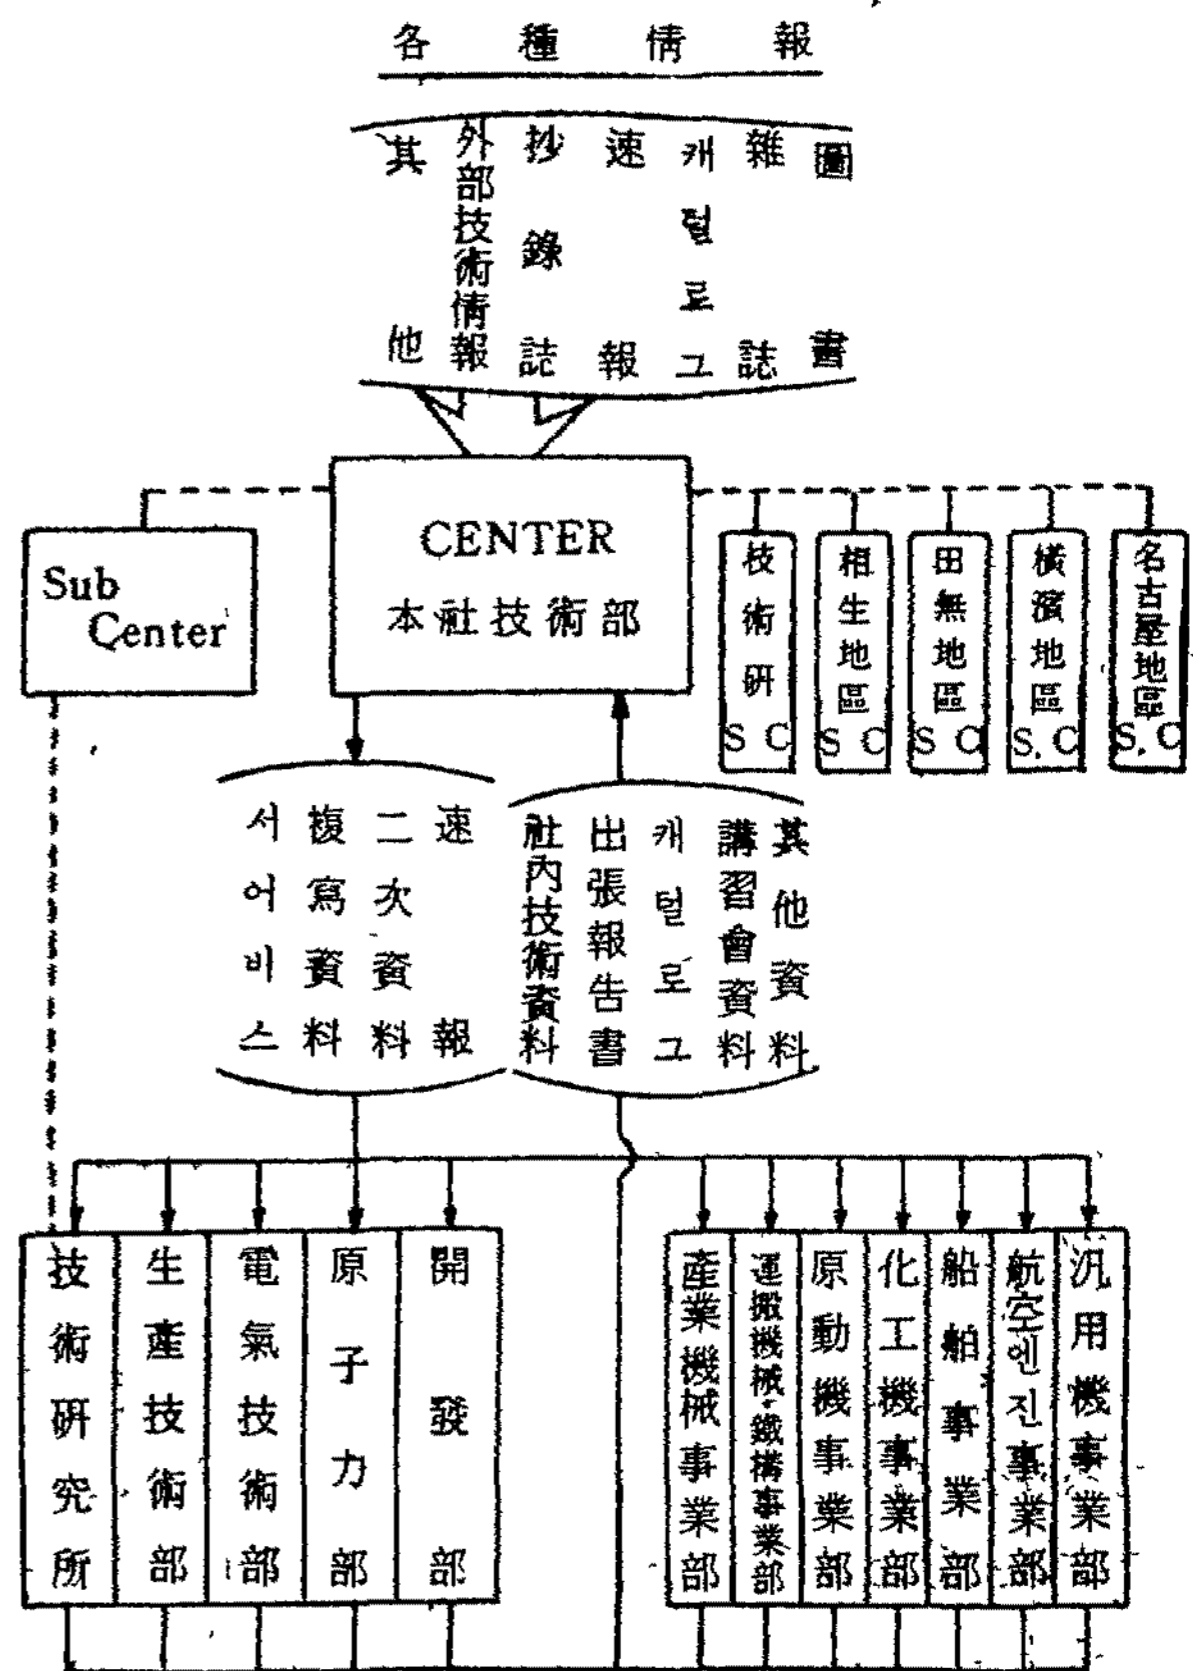 各種情報
其他
外部技術情報
抄錄誌
速報
캐털로그
雜誌
圖書
CENTER
本社技術部
Sub
Center
技術硏
S C
相生地區
S C
田無地區
S C
橫濱地區
S. C
名古屋地區
S. C
서어비스
複寫資料
二次資料
速報
社內技術資料
出張報告書
캐털로그
講習會資料
其他資料
技術硏究所
生産技術部
電氣技術部
原子力部
開發部
産業機械事業部
運搬機械·鐵構事業部
原動機事業部
化工機事業部
船舶事業部
航空엔진事業部
汎用機事業部